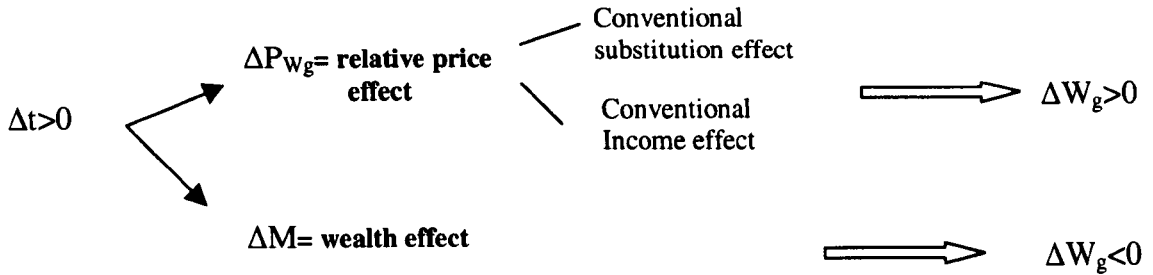 Conventional
substitution effect
ΔP_Wg= relative price
effect
Δt>0
Conventional
Income effect
ΔW_g>0
ΔM= wealth effect
ΔW_g<0